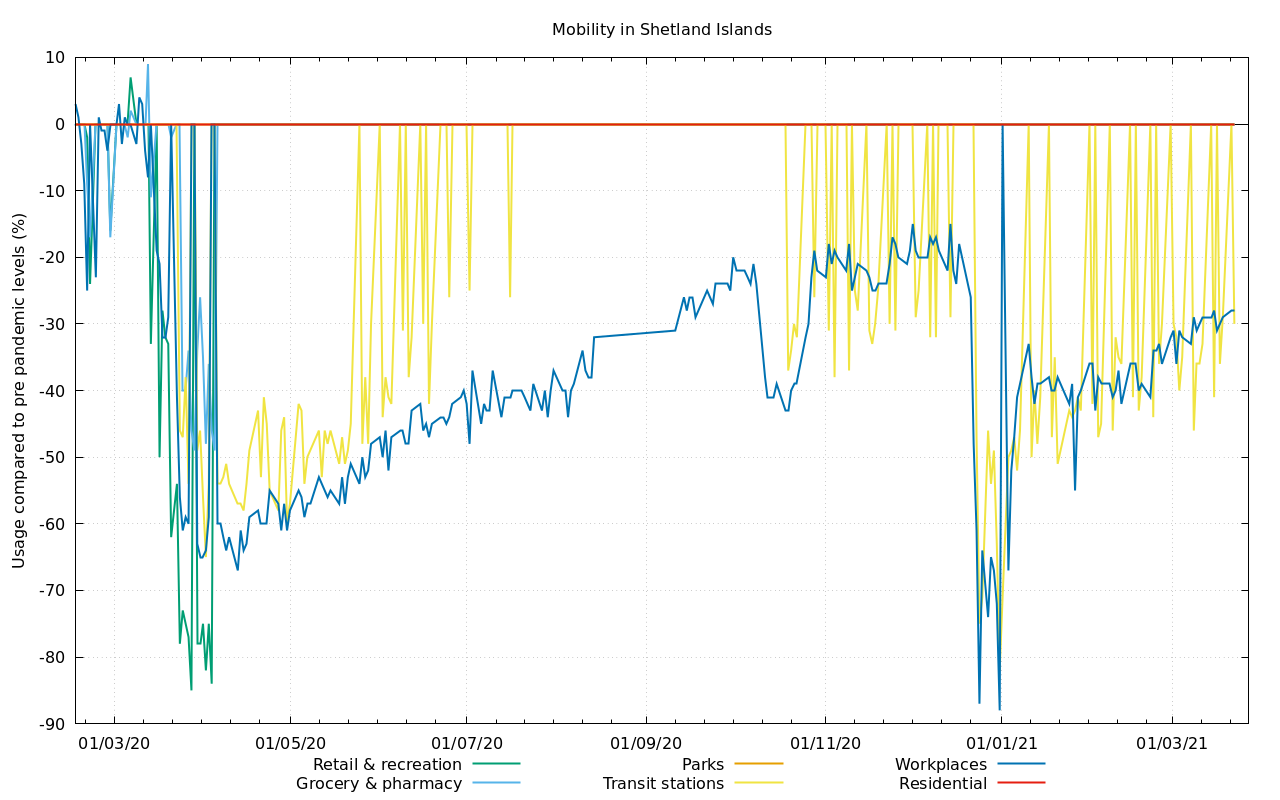 Mobility in Shetland Islands
Usage compared to pre pandemic levels (%)
10
0
-10
-20
-30
-40
-50
-60
-70
-80
-90
01/03/20 01/05/20 01/07/20 01/09/20 01/11/20 01/01/21 01/03/21
Retail & recreation Parks Workplaces
Grocery & pharmacy Transit stations Residential